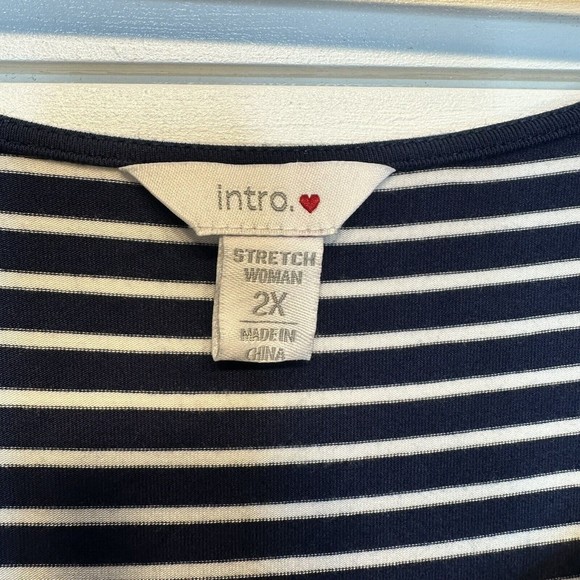 intro.
STRETCH
WOMAN
2X
MADE IN
CHINA